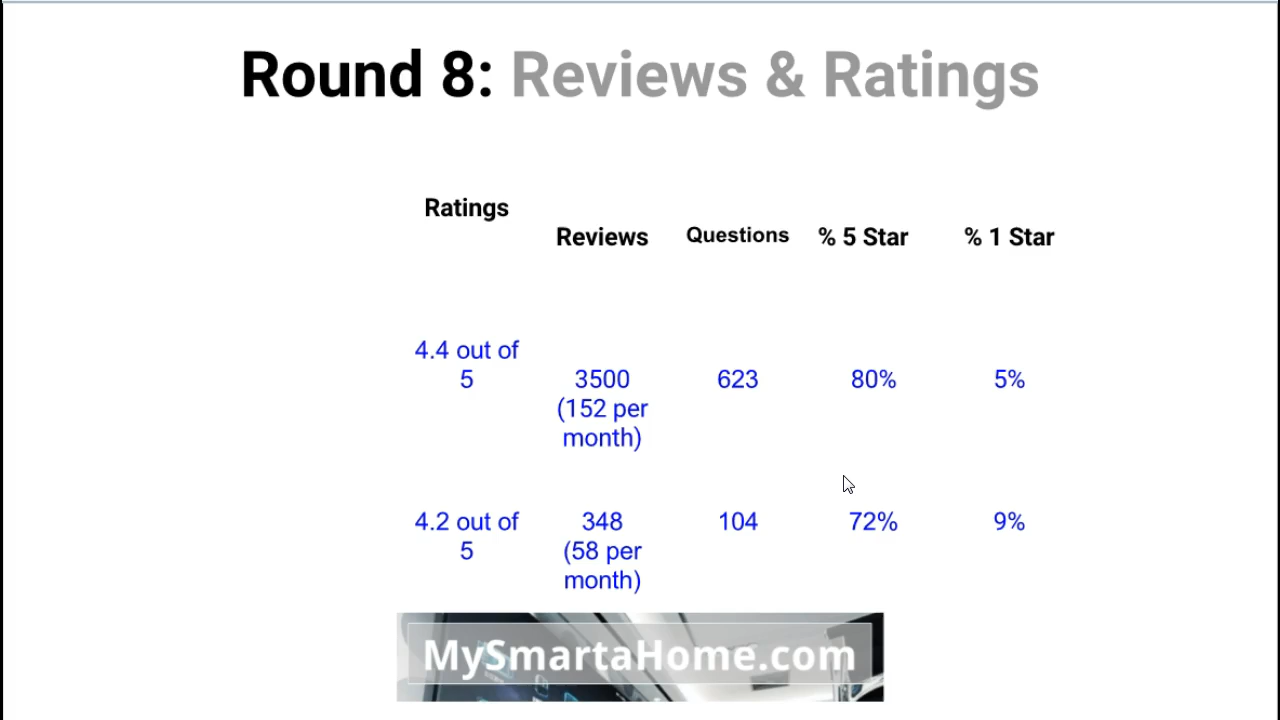 Round 8: Reviews & Ratings
Ratings
Reviews
Questions
% 5 Star
% 1 Star
4.4 out of
5
3500
(152 per
month)
623
80%
5%
4.2 out of
5
348
(58 per
month)
104
72%
9%
MySmartaHome.com